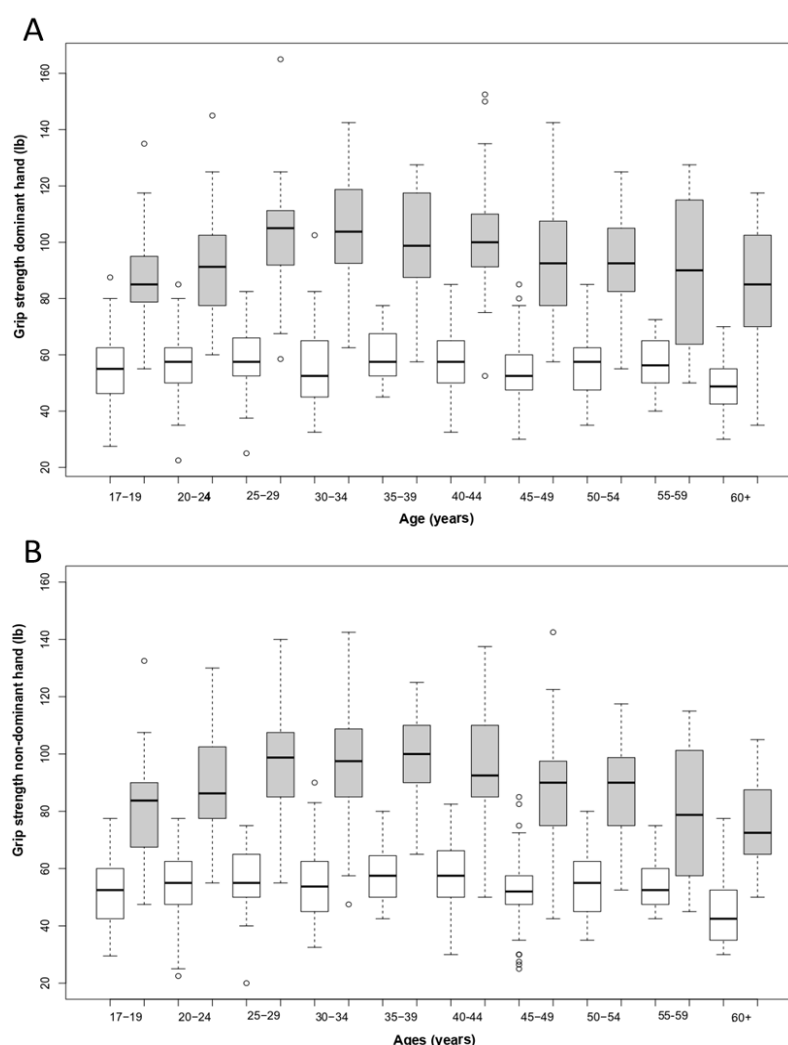 A
Grip strength dominant hand (lb)
160
140
120
100
80
60
40
20
17−19 20−24 25−29 30−34 35−39 40-44 45−49 50−54 55-59 60+
Age (years)
B
Grip strength non−dominant hand (lb)
160
140
120
100
80
60
40
20
17−19 20−24 25−29 30−34 35−39 40−44 45−49 50−54 55-59 60+
Ages (years)